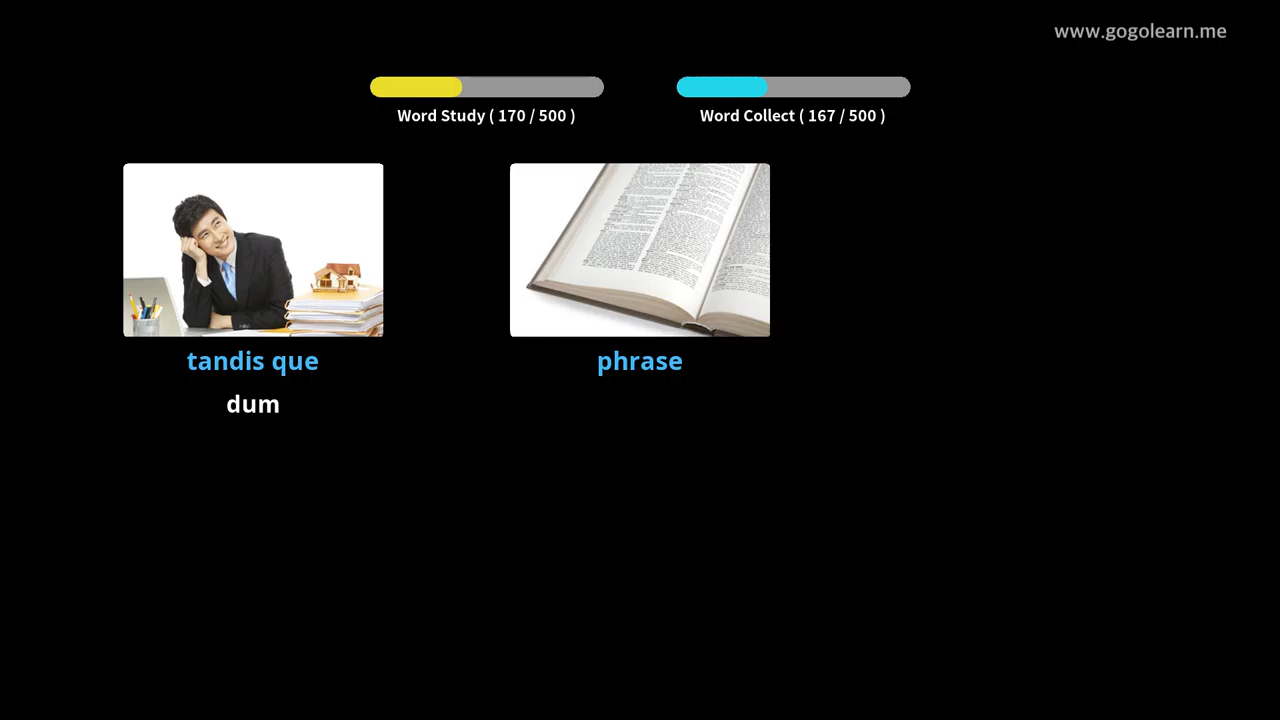 www.gogolearn.me
Word Study ( 170 / 500 )
Word Collect ( 167 / 500 )
tandis que
phrase
dum